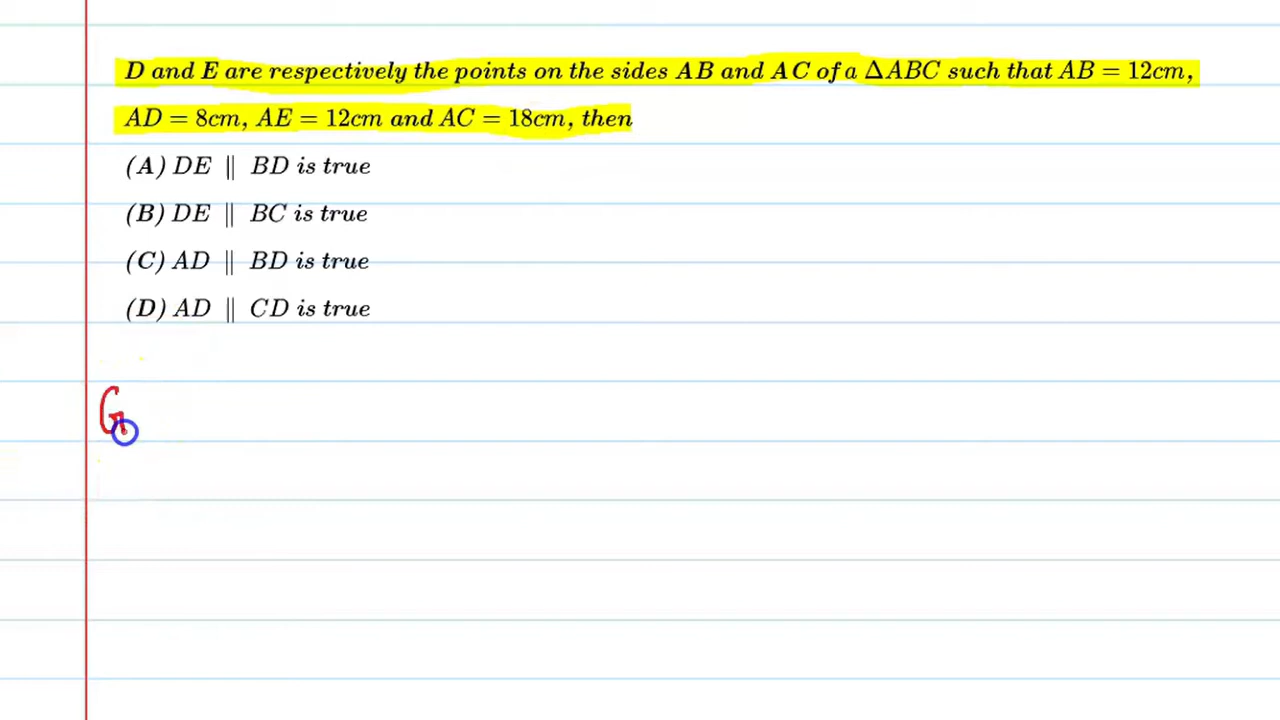 D and E are respectively the points on the sides AB and AC of a ΔABC such that AB = 12cm,
AD = 8cm, AE = 12cm and AC = 18cm, then
(A) DE ∥ BD is true
(B) DE ∥ BC is true
(C) AD ∥ BD is true
(D) AD ∥ CD is true
G